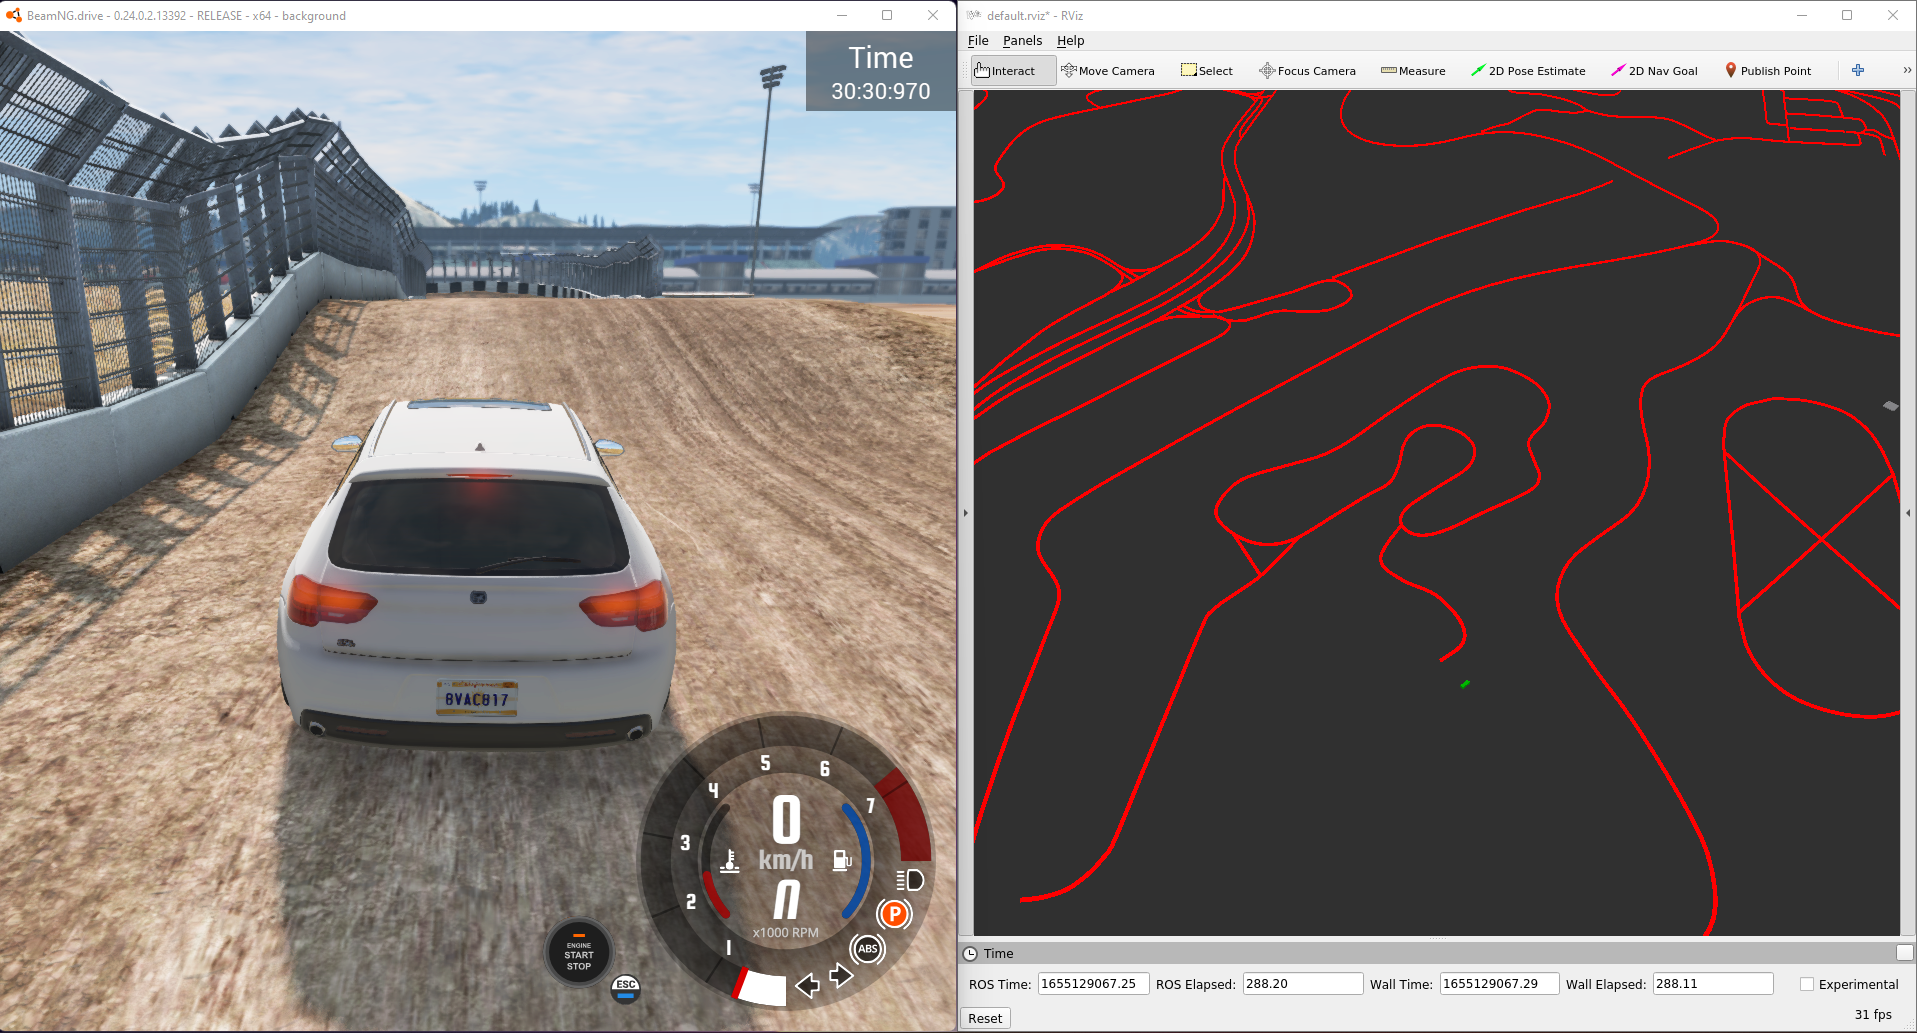 BeamNG.drive - 0.24.0.2.13392 - RELEASE - x64 - background
Time
30:30:970
8VAC817
5
6
4
7
3
2
1
0
km/h
n
x1000 RPM
P
ABS
ENGINE
START
STOP
ESC
default.rviz* - RViz
File Panels Help
Interact Move Camera Select Focus Camera Measure 2D Pose Estimate 2D Nav Goal Publish Point »
Time
ROS Time: 1655129067.25 ROS Elapsed: 288.20 Wall Time: 1655129067.29 Wall Elapsed: 288.11 Experimental
Reset
31 fps